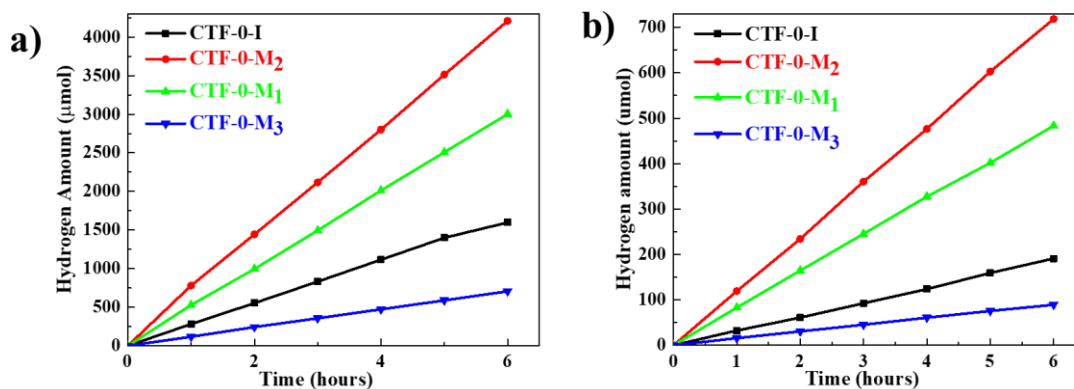 a)
CTF-0-I
CTF-0-M2
CTF-0-M1
CTF-0-M3
Hydrogen Amount (μmol)
4000
3500
3000
2500
2000
1500
1000
500
0
0 2 4 6
Time (hours)
b)
CTF-0-I
CTF-0-M2
CTF-0-M1
CTF-0-M3
Hydrogen amount (umol)
700
600
500
400
300
200
100
0
0 1 2 3 4 5 6
Time (hours)